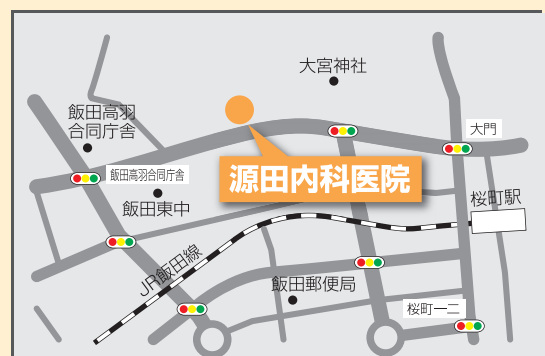 大宮神社
飯田高羽
合同庁舎
大門
飯田高羽合同庁舎
源田内科医院
飯田東中
桜町駅
JR飯田線
飯田郵便局
桜町一二